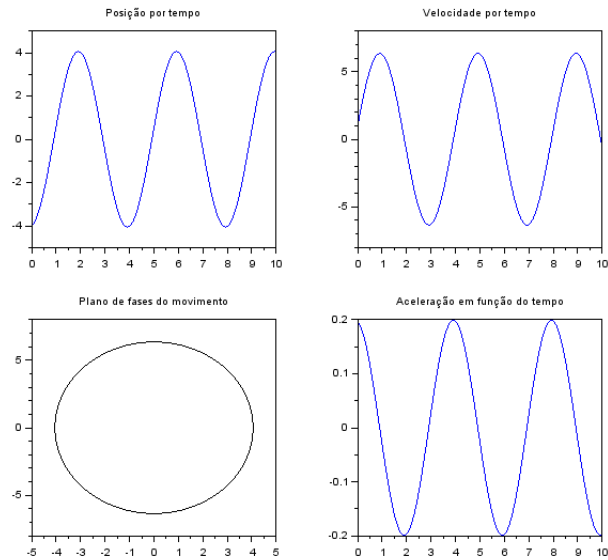 Posição por tempo
4
2
0
-2
-4
0 1 2 3 4 5 6 7 8 9 10
Velocidade por tempo
5
0
-5
0 1 2 3 4 5 6 7 8 9 10
Plano de fases do movimento
5
0
-5
-5 -4 -3 -2 -1 0 1 2 3 4 5
Aceleração em função do tempo
0.2
0.1
0
-0.1
-0.2
0 1 2 3 4 5 6 7 8 9 10